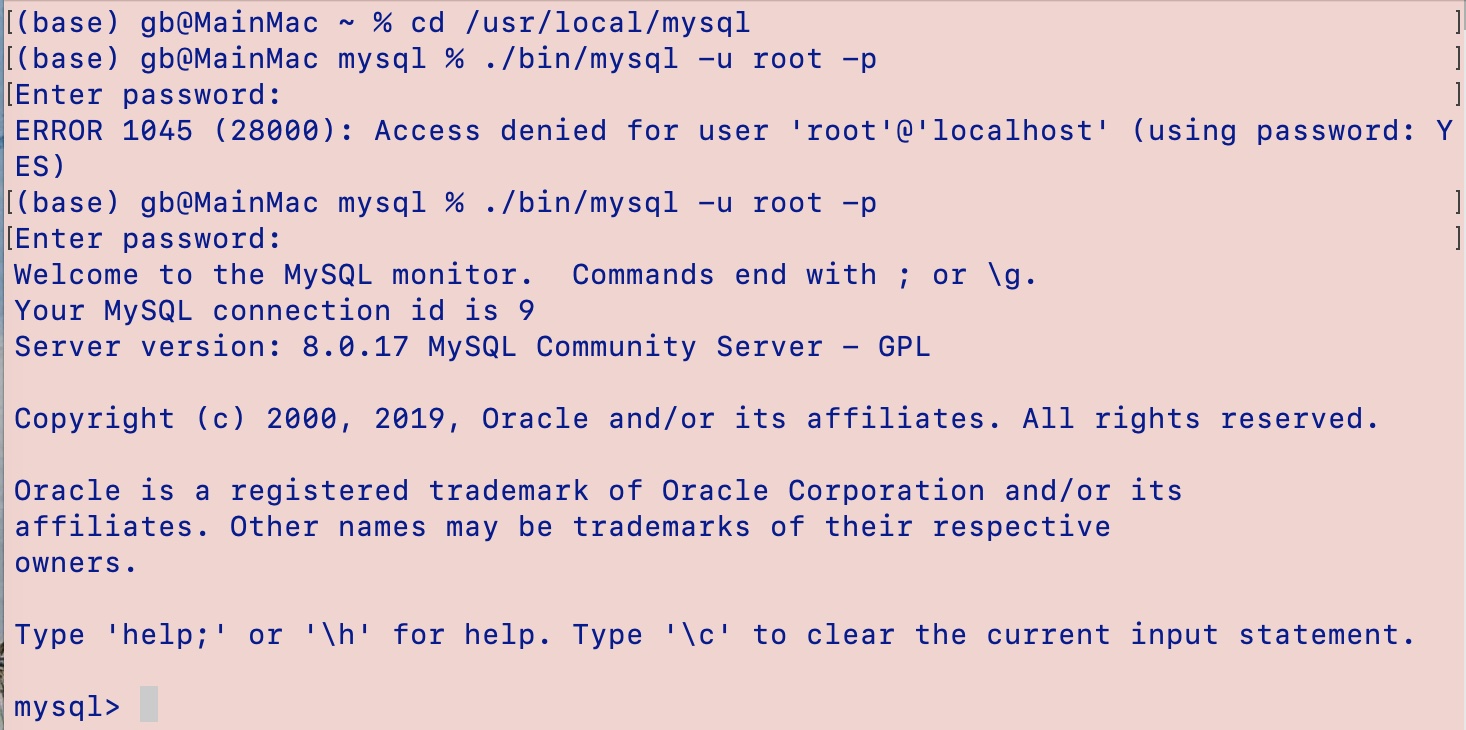 [(base) gb@MainMac ~ % cd /usr/local/mysql ]
[(base) gb@MainMac mysql % ./bin/mysql -u root -p ]
[Enter password: ]
ERROR 1045 (28000): Access denied for user 'root'@'localhost' (using password: Y
ES)
[(base) gb@MainMac mysql % ./bin/mysql -u root -p ]
[Enter password: ]
Welcome to the MySQL monitor.  Commands end with ; or \g.
Your MySQL connection id is 9
Server version: 8.0.17 MySQL Community Server - GPL

Copyright (c) 2000, 2019, Oracle and/or its affiliates. All rights reserved.

Oracle is a registered trademark of Oracle Corporation and/or its
affiliates. Other names may be trademarks of their respective
owners.

Type 'help;' or '\h' for help. Type '\c' to clear the current input statement.

mysql>